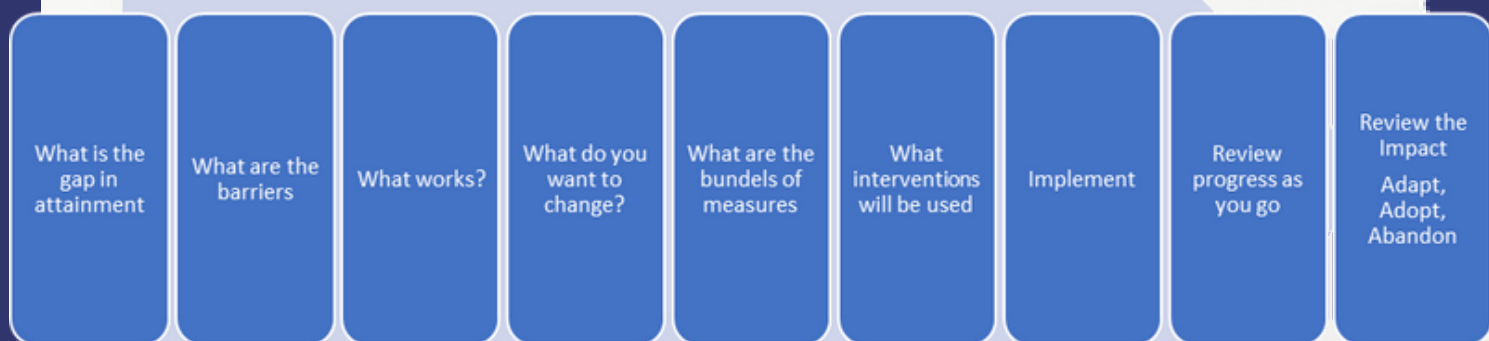 What is the
gap in
attainment
What are the
barriers
What works?
What do you
want to
change?
What are the
bundels of
measures
What
interventions
will be used
Implement
Review
progress as
you go
Review the
Impact
Adapt,
Adopt,
Abandon